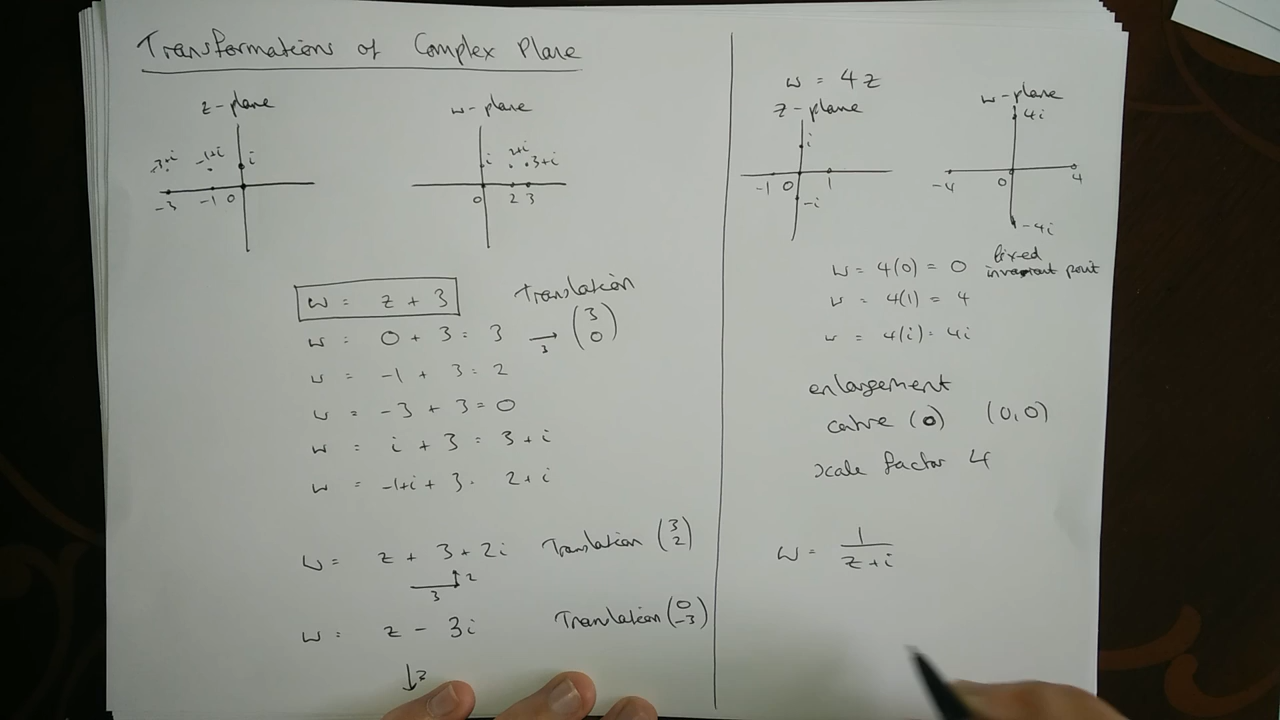 Transformations of Complex Plane
z-plane
w-plane
-3+i
-1+i
i
-3
-1
0
i
2+i
3+i
0
2
3
w = z + 3
Translation
w = 0 + 3 = 3
→
3
(3
0)
w = -1 + 3 = 2
w = -3 + 3 = 0
w = i + 3 = 3 + i
w = -1+i + 3 = 2+i
w = z + 3 + 2i Translation (3
2)
2
3
w = z - 3i Translation (0
-3)
↓3
w = 4z
z-plane
w-plane
i
-1
0
1
-i
4i
-4
0
4
-4i
w = 4(0) = 0 fixed
invariant point
w = 4(1) = 4
w = 4(i) = 4i
enlargement
centre (0) (0,0)
scale factor 4
w = 1
z+i